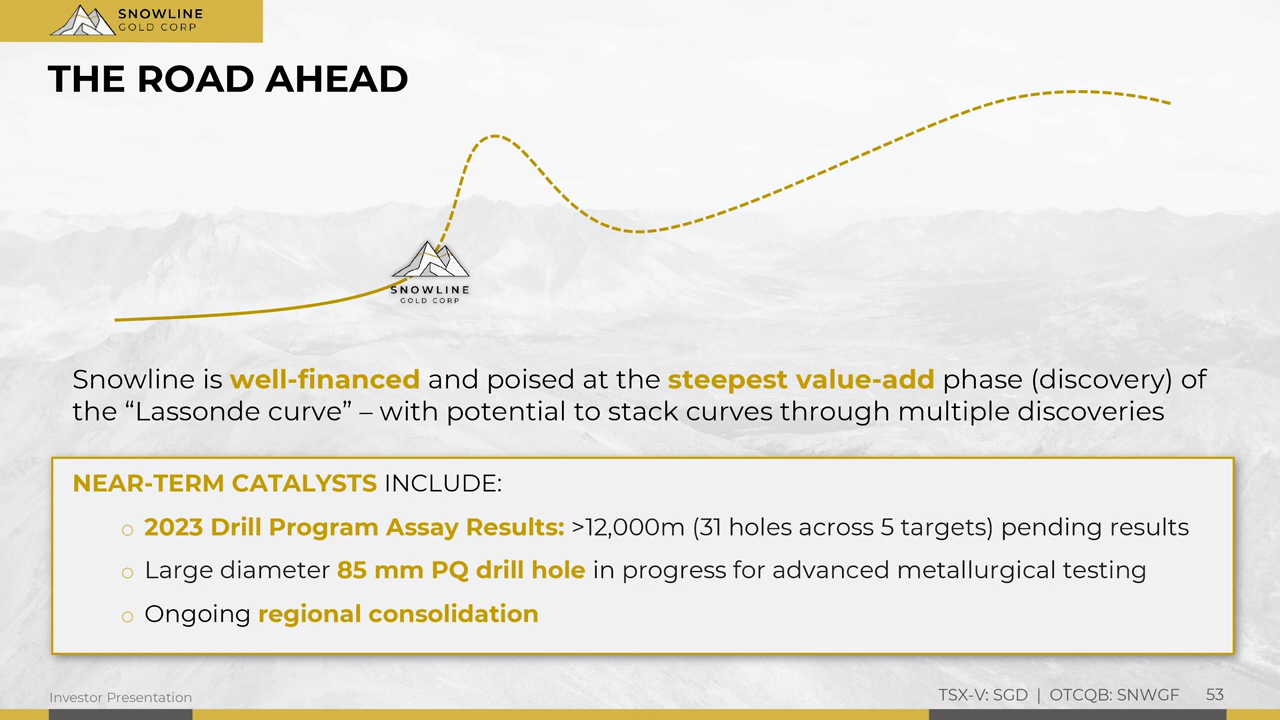 SNOWLINE
GOLD CORP
THE ROAD AHEAD
SNOWLINE
GOLD CORP
Snowline is well-financed and poised at the steepest value-add phase (discovery) of
the “Lassonde curve” – with potential to stack curves through multiple discoveries
NEAR-TERM CATALYSTS INCLUDE:
○ 2023 Drill Program Assay Results: >12,000m (31 holes across 5 targets) pending results
○ Large diameter 85 mm PQ drill hole in progress for advanced metallurgical testing
○ Ongoing regional consolidation
Investor Presentation
TSX-V: SGD | OTCQB: SNWGF 53